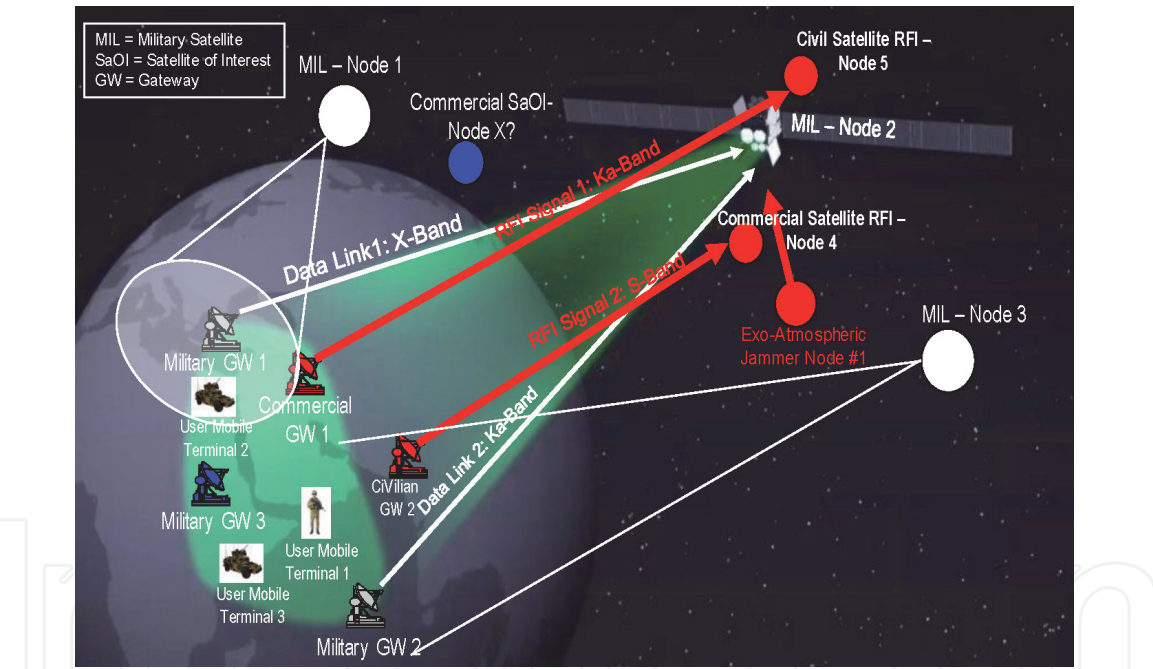 MIL = Military Satellite
SaOI = Satellite of Interest
GW = Gateway
MIL – Node 1
Commercial SaOI-
Node X?
Civil Satellite RFI –
Node 5
MIL – Node 2
RFI Signal 1: Ka-Band
Data Link1: X-Band
Commercial Satellite RFI –
Node 4
RFI Signal 2: S-Band
Exo-Atmospheric
Jammer Node #1
MIL – Node 3
Military GW 1
Commercial
GW 1
User Mobile
Terminal 2
Data Link 2: Ka-Band
CiVilian
GW 2
Military GW 3
User Mobile
Terminal 1
User Mobile
Terminal 3
Military GW 2